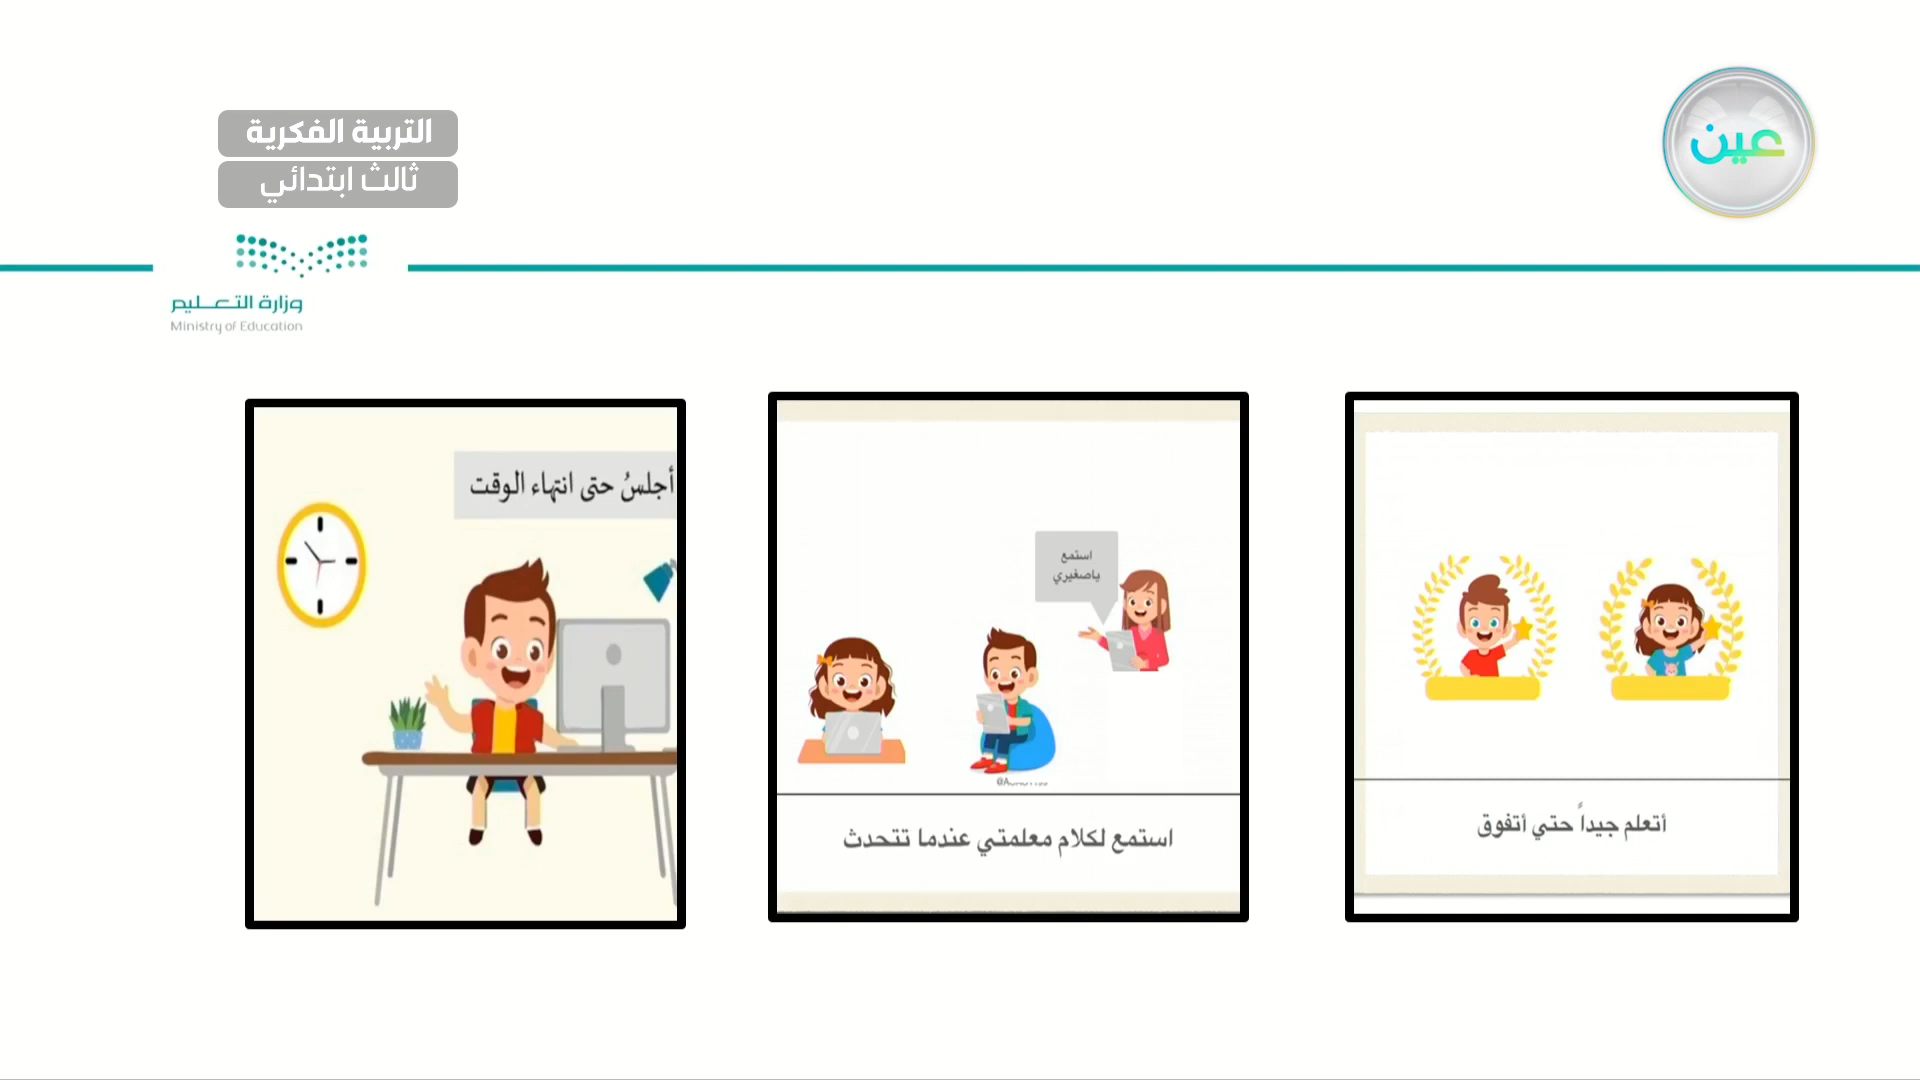 التربية الفكرية
ثالث ابتدائي
عين
وزارة التعليم
Ministry of Education
أتعلم جيداً حتي أتفوق
استمع
ياصغيري
استمع لكلام معلمتي عندما تتحدث
أجلسُ حتى انتهاء الوقت